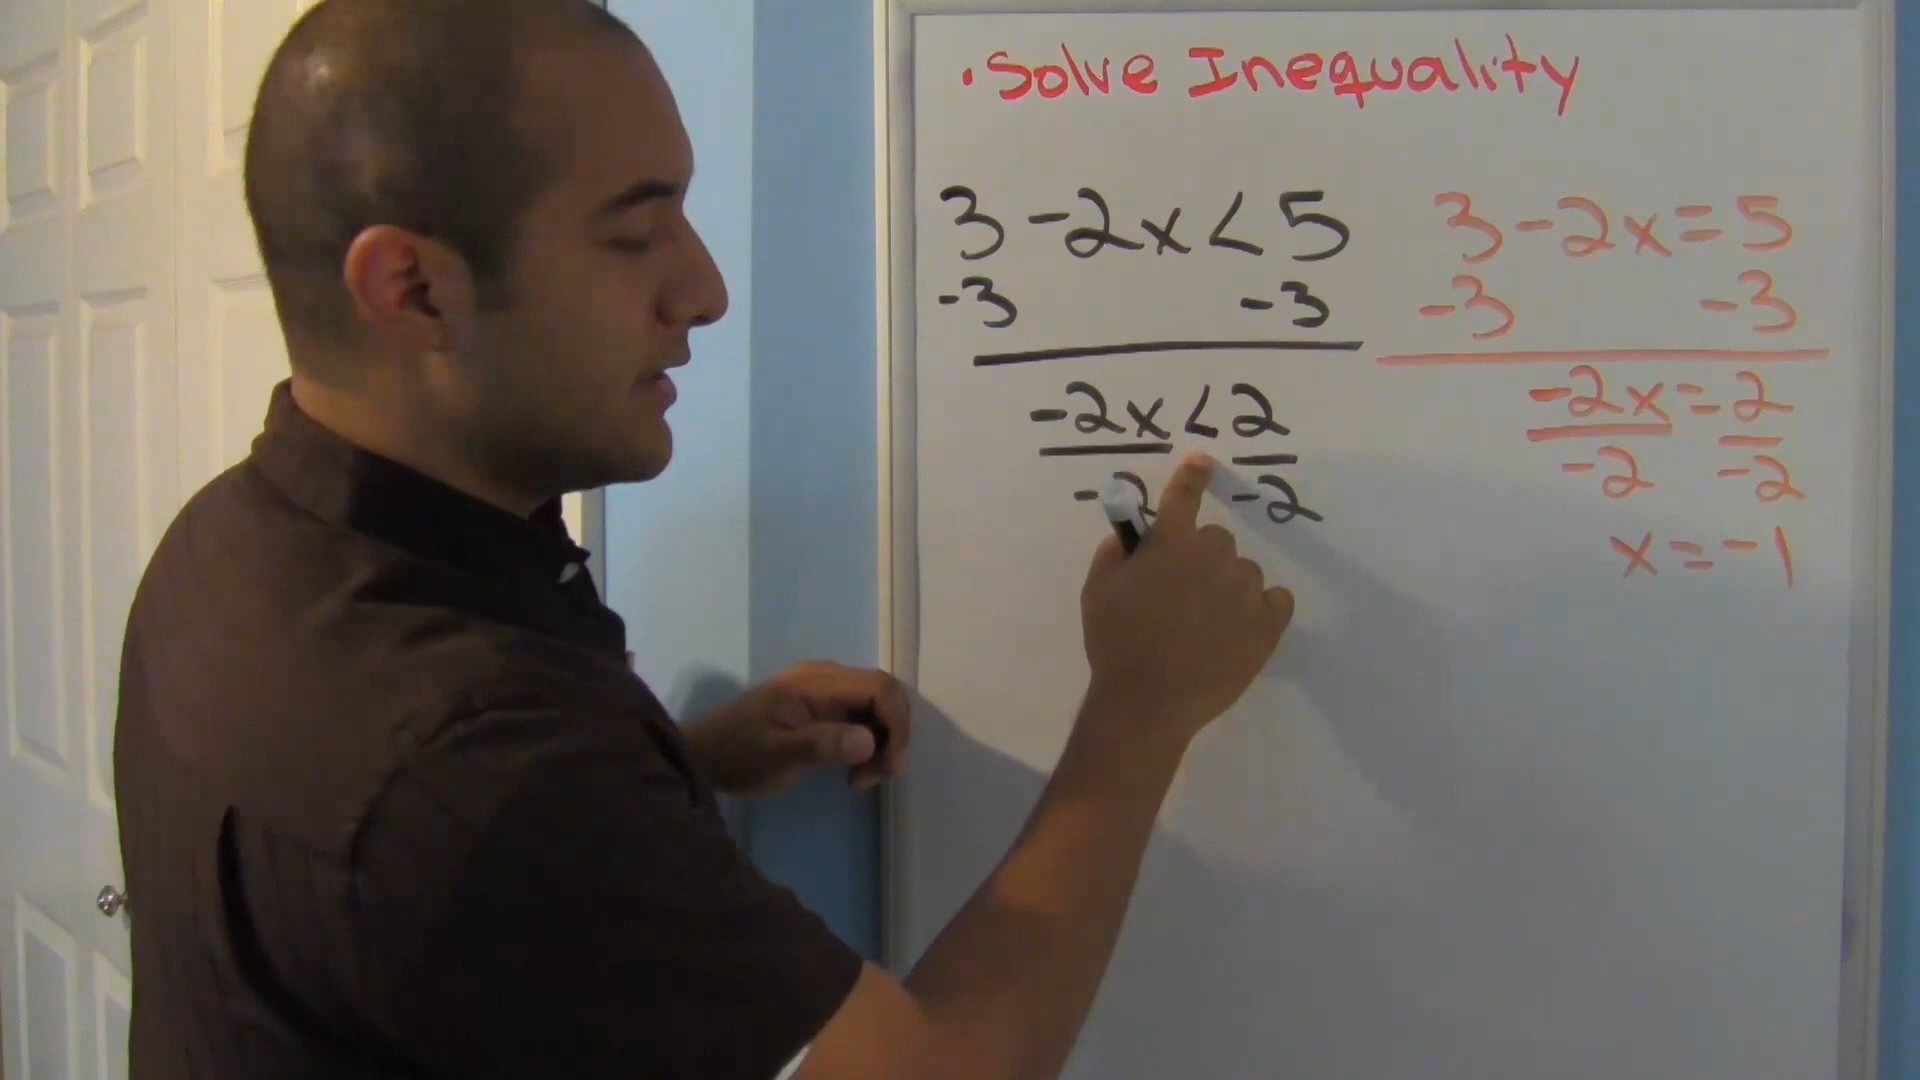 • Solve Inequality
3 - 2x < 5
-3 -3
-2x < 2
-2 -2
3 - 2x = 5
-3 -3
-2x = 2
-2 -2
x = -1